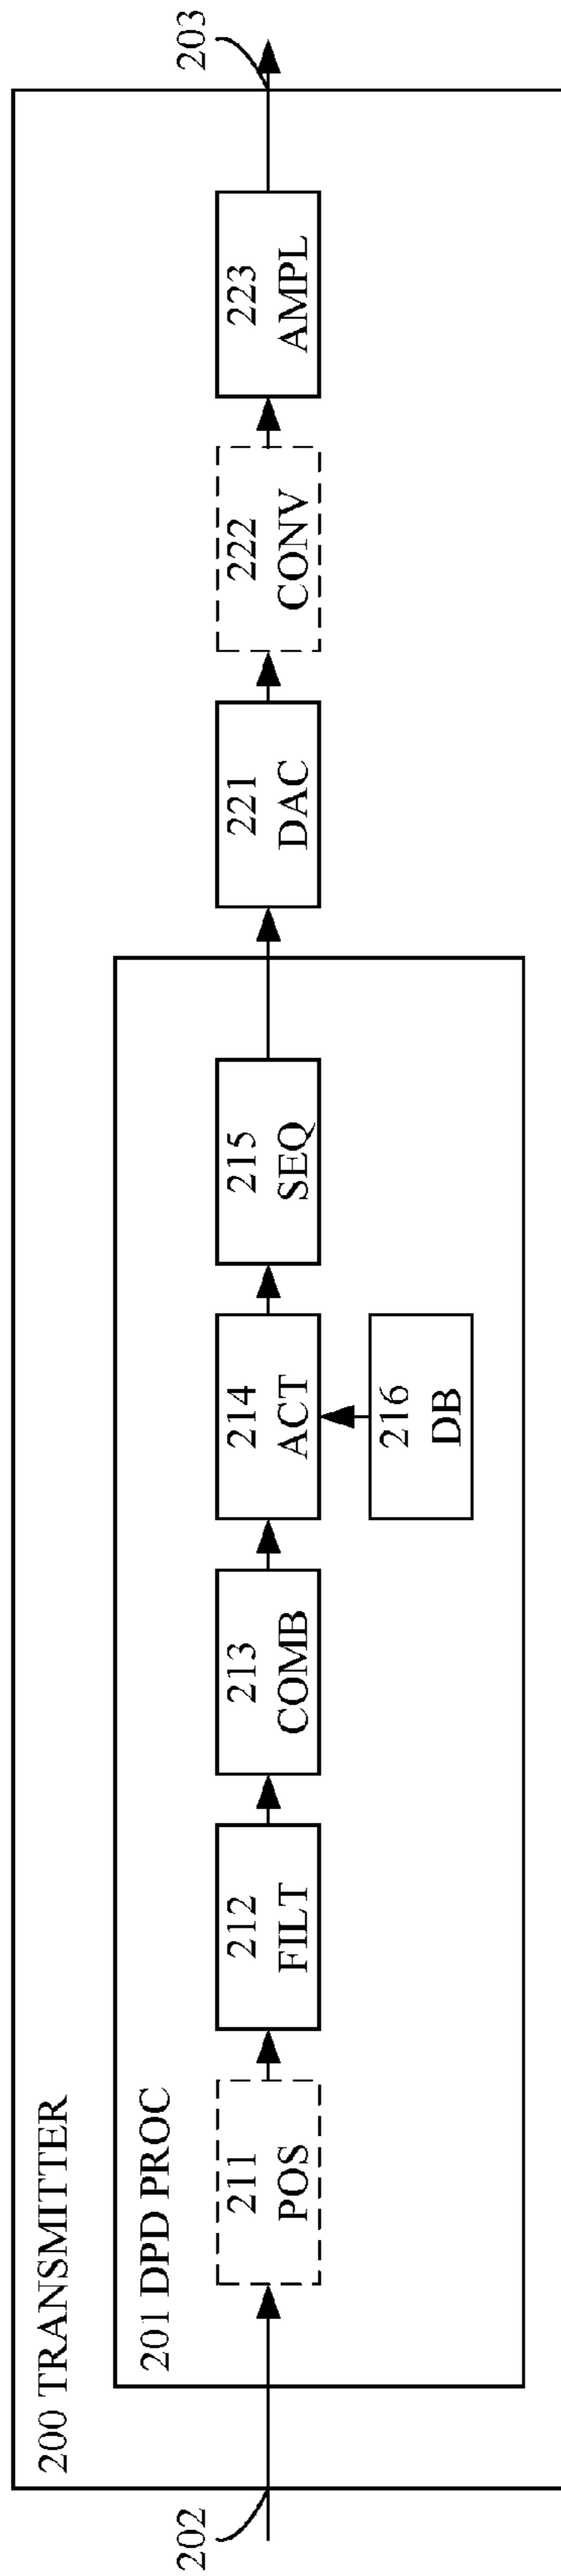 200 TRANSMITTER
201 DPD PROC
202
211
POS
212
FILT
213
COMB
214
ACT
216
DB
215
SEQ
221
DAC
222
CONV
223
AMPL
203